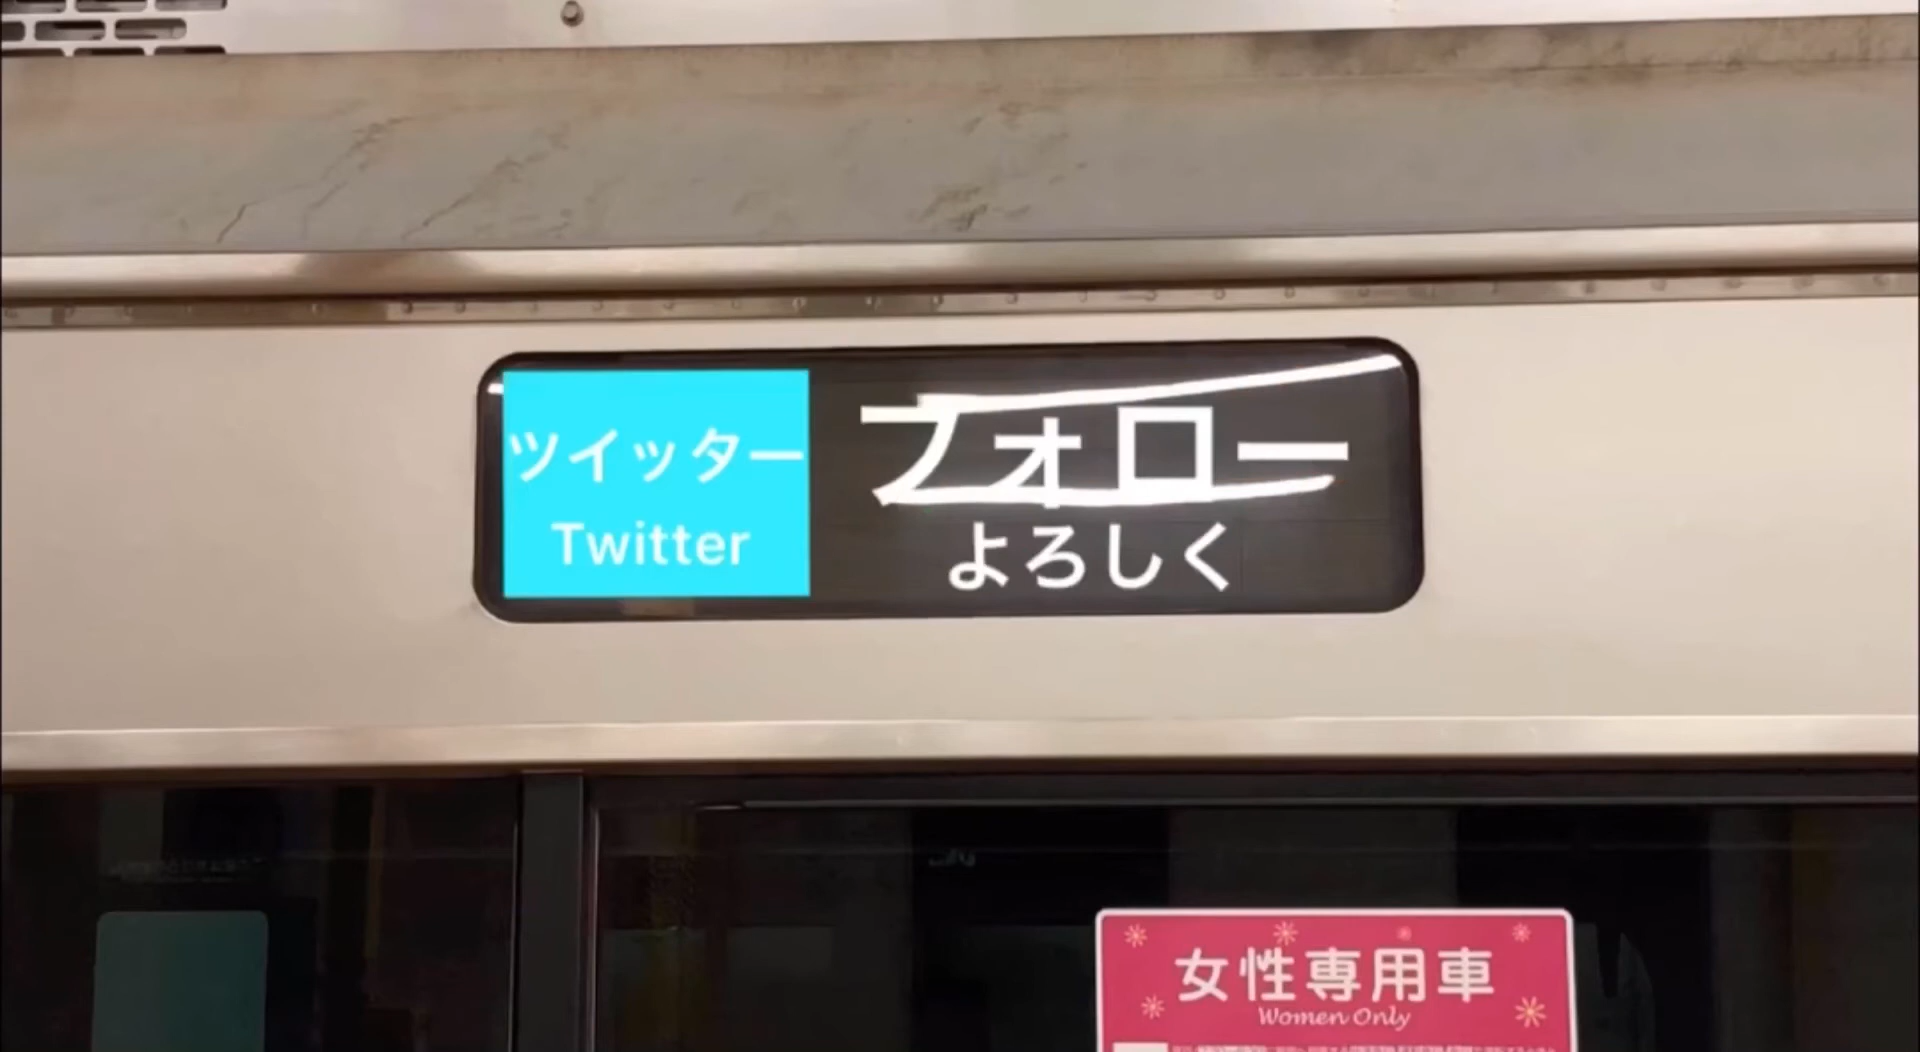 ツイッター
Twitter
フォロー
よろしく
女性専用車
Women Only